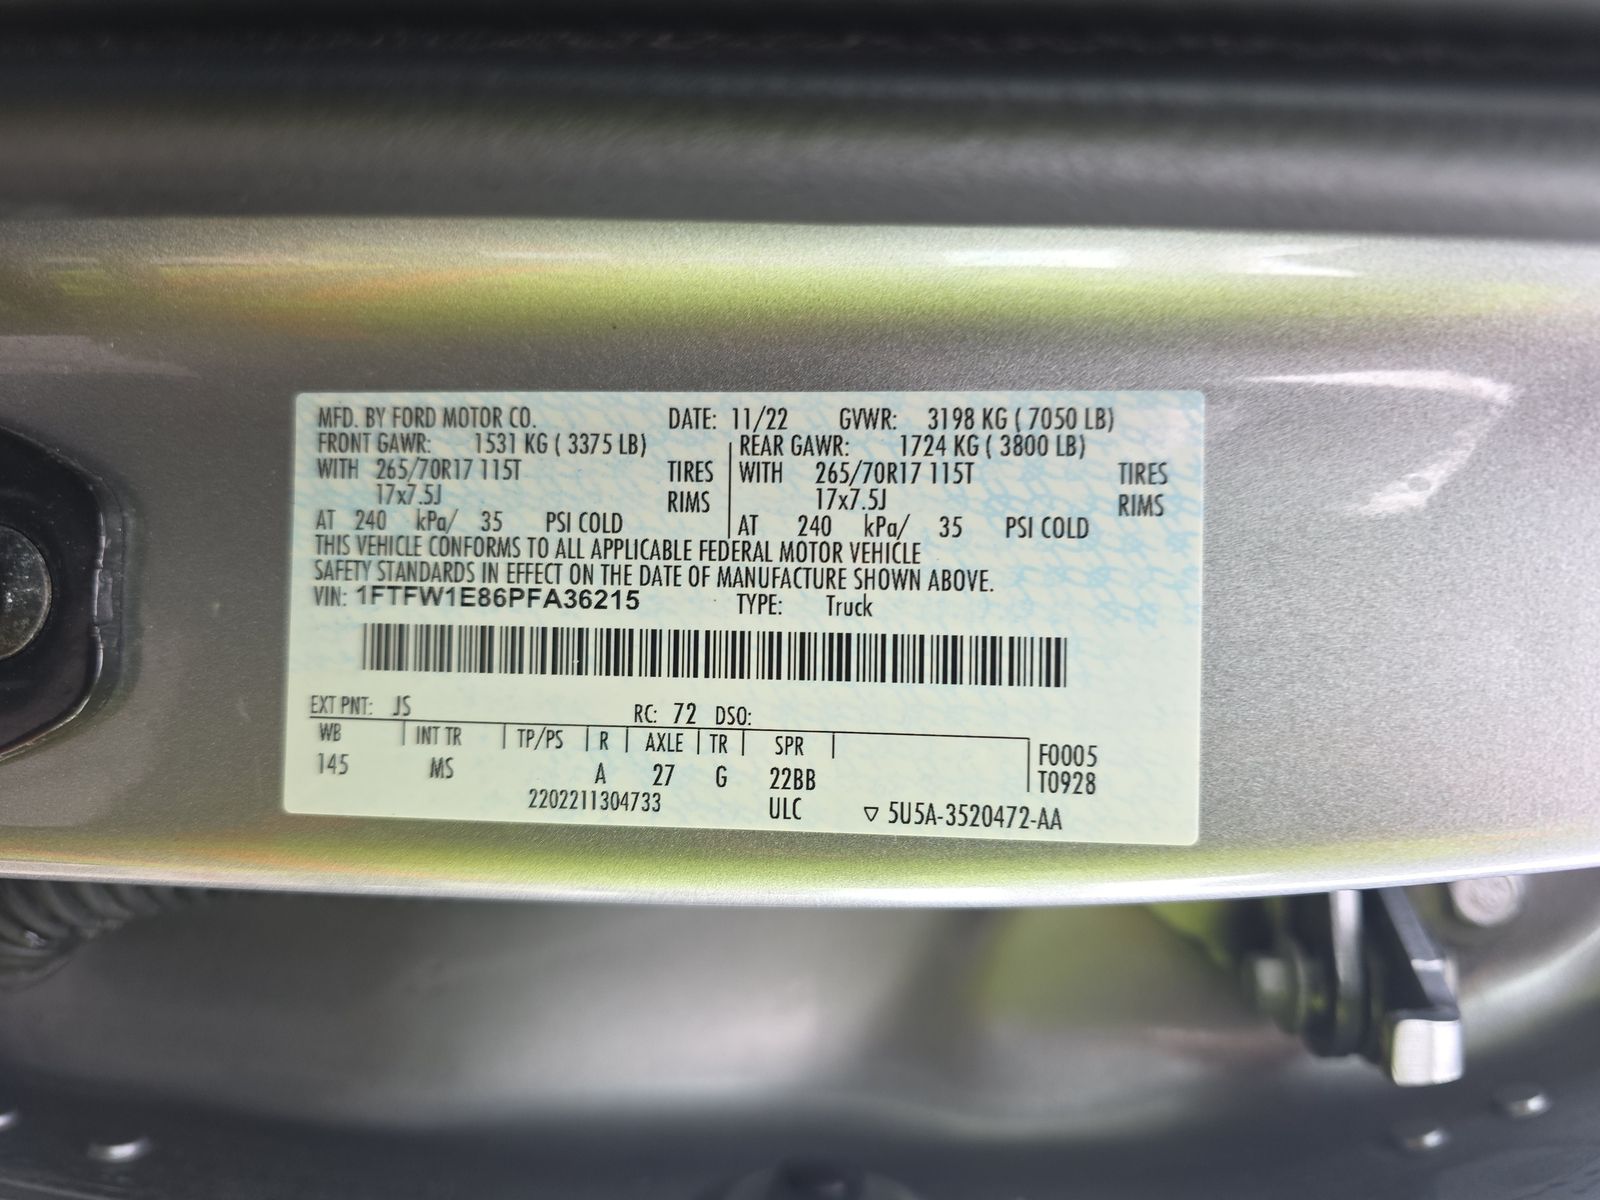 MFD. BY FORD MOTOR CO. DATE: 11/22 GVWR: 3198 KG ( 7050 LB)
FRONT GAWR: 1531 KG ( 3375 LB) REAR GAWR: 1724 KG ( 3800 LB)
WITH 265/70R17 115T TIRES WITH 265/70R17 115T TIRES
17x7.5J RIMS 17x7.5J RIMS
AT 240 kPa/ 35 PSI COLD AT 240 kPa/ 35 PSI COLD
THIS VEHICLE CONFORMS TO ALL APPLICABLE FEDERAL MOTOR VEHICLE
SAFETY STANDARDS IN EFFECT ON THE DATE OF MANUFACTURE SHOWN ABOVE.
VIN: 1FTFW1E86PFA36215 TYPE: Truck
EXT PNT: JS RC: 72 DSO:
WB INT TR TP/PS R AXLE TR SPR F0005
145 MS A 27 G 22BB T0928
2202211304733 ULC ▽ 5U5A-3520472-AA